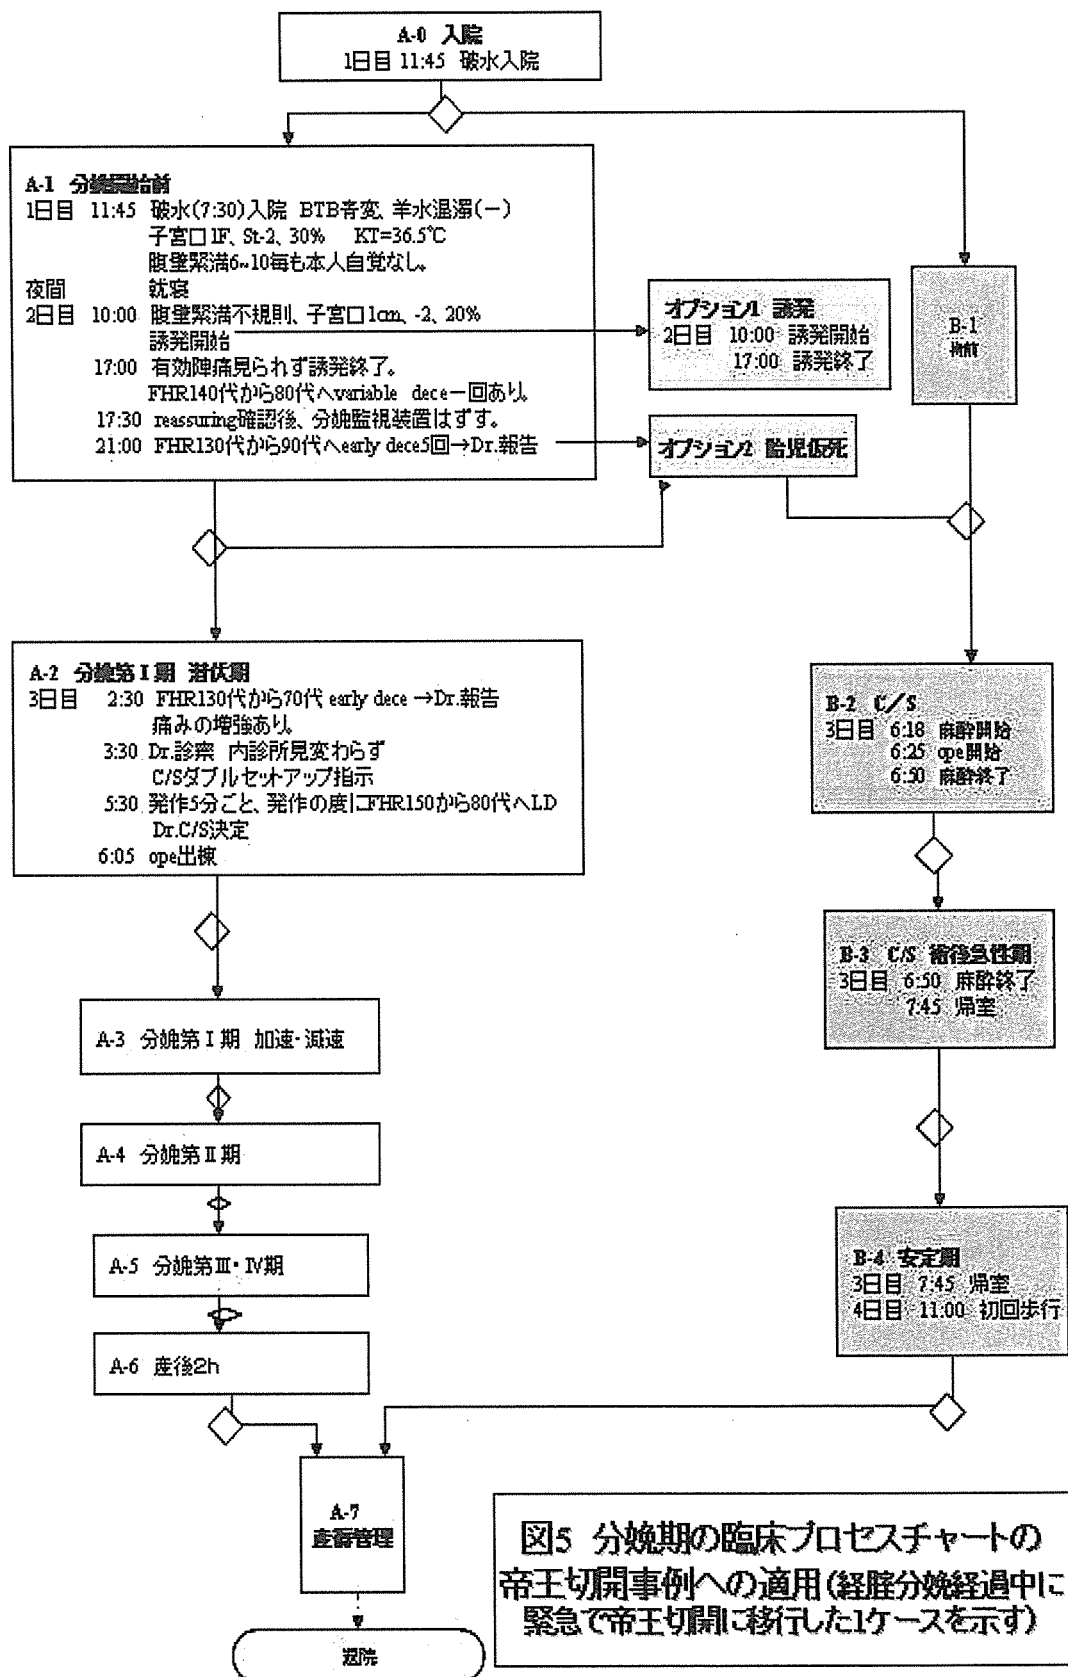 A-0 入院
1日目 11:45 破水入院
A-1 分娩開始前
1日目 11:45 破水(7:30)入院 BTB青変、羊水混濁(−)
子宮口1F、St-2、30% KT=36.5℃
腹壁緊満6~10毎も本人自覚なし。
夜間 就寝
2日目 10:00 腹壁緊満不規則、子宮口1cm、-2、20%
誘発開始
17:00 有効陣痛見られず誘発終了。
FHR140代から80代へvariable dece一回あり。
17:30 reassuring確認後、分娩監視装置はずす。
21:00 FHR130代から90代へearly dece5回→Dr.報告
オプション1 誘発
2日目 10:00 誘発開始
17:00 誘発終了
B-1
術前
オプション2 胎児仮死
A-2 分娩第Ⅰ期 潜伏期
3日目 2:30 FHR130代から70代 early dece →Dr.報告
痛みの増強あり。
3:30 Dr.診察 内診所見変わらず
C/Sダブルセットアップ指示
5:30 発作5分ごと、発作の度にFHR150から80代へLD
Dr.C/S決定
6:05 ope出棟
B-2 C/S
3日目 6:18 麻酔開始
6:25 ope開始
6:50 麻酔終了
B-3 C/S 術後急性期
3日目 6:50 麻酔終了
7:45 帰室
A-3 分娩第Ⅰ期 加速・減速
A-4 分娩第Ⅱ期
A-5 分娩第Ⅲ・Ⅳ期
A-6 産後2h
B-4 安定期
3日目 7:45 帰室
4日目 11:00 初回歩行
A-7
産褥管理
退院
図5 分娩期の臨床プロセスチャートの
帝王切開事例への適用(経腟分娩経過中に
緊急で帝王切開に移行した1ケースを示す)